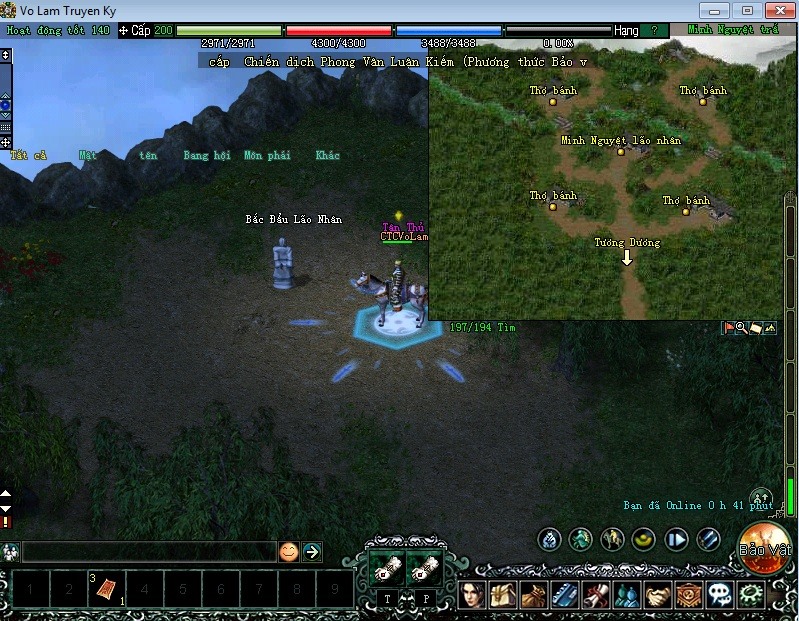 Vo Lam Truyen Ky
Hoạt động tốt 140 Cấp 200 Hạng ? Minh Nguyệt trấ
2971/2971 4300/4300 3488/3488 0.00%
cấp Chiến dịch Phong Vân Luận Kiếm (Phương thức Bảo v
Thợ bánh Thợ bánh
Minh Nguyệt lão nhân
Tất cả Mật tên Bang hội Môn phái Khác
Thợ bánh Thợ bánh
Bắc Đẩu Lão Nhân
Tân Thủ
CTCVoLam
Tương Dương
197/194 Tìm
Bạn đã Online 0 h 41 phút
Bảo Vật
1 2 3 1 4 5 6 7 8 9
T P